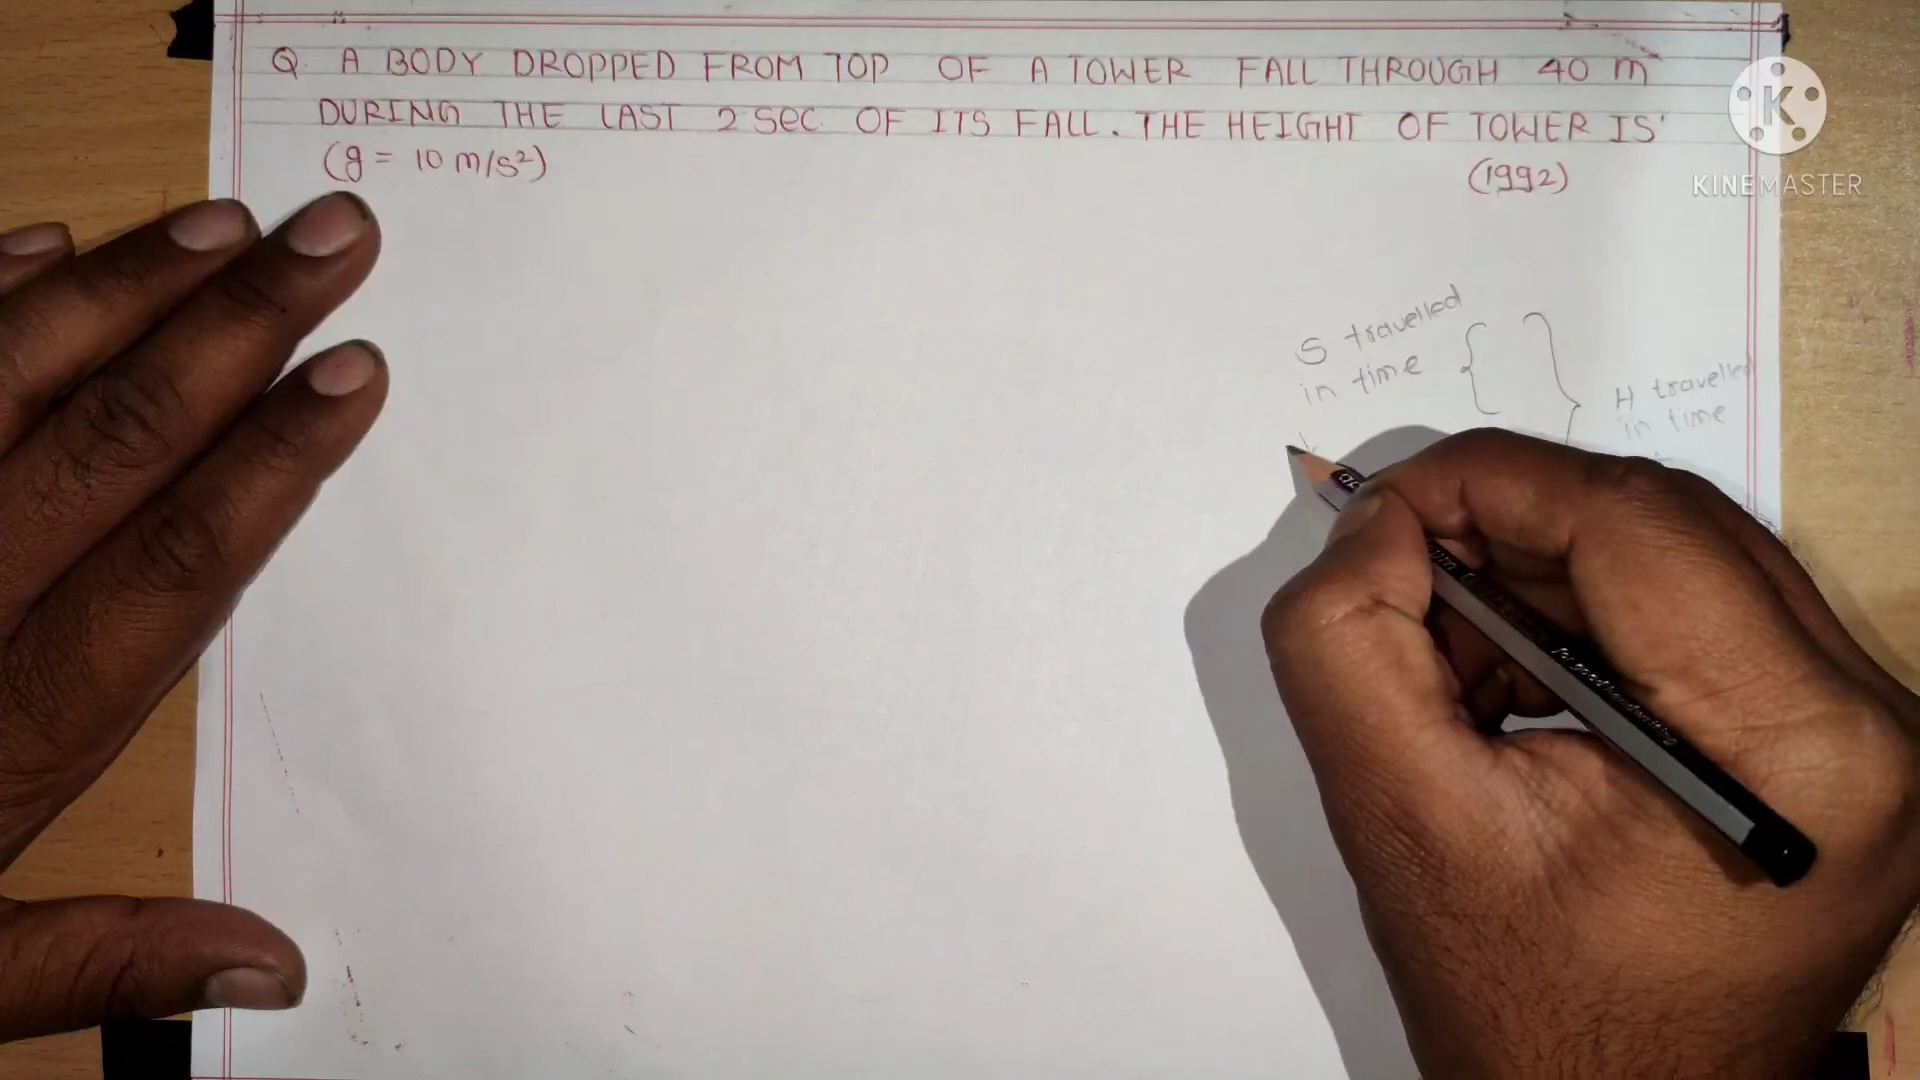 Q. A BODY DROPPED FROM TOP OF A TOWER FALL THROUGH 40 m
DURING THE LAST 2 Sec OF ITS FALL. THE HEIGHT OF TOWER IS
(g = 10 m/s²)
(1992)
K
KINEMASTER
S travelled
in time
H travelled
in time